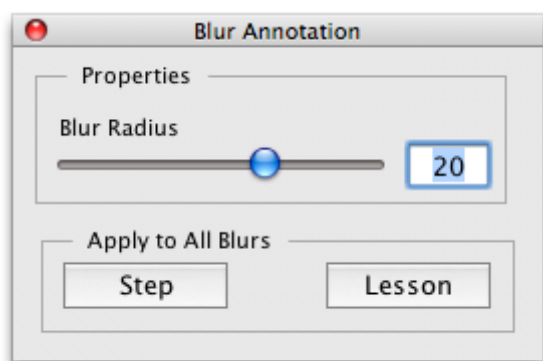 Blur Annotation
Properties
Blur Radius
20
Apply to All Blurs
Step Lesson